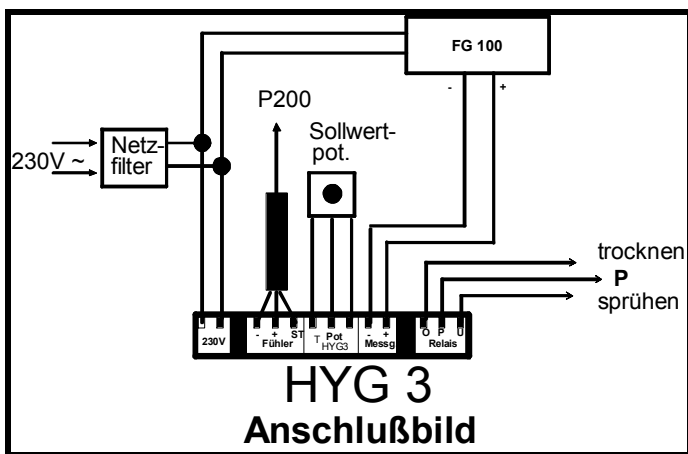 FG 100
- +
P200
Sollwert-
pot.
Netz-
filter
230V ~
trocknen
P
sprühen
230V
- + ST
Fühler
T Pot
HYG3
- +
Messg
O P U
Relais
HYG 3
Anschlußbild